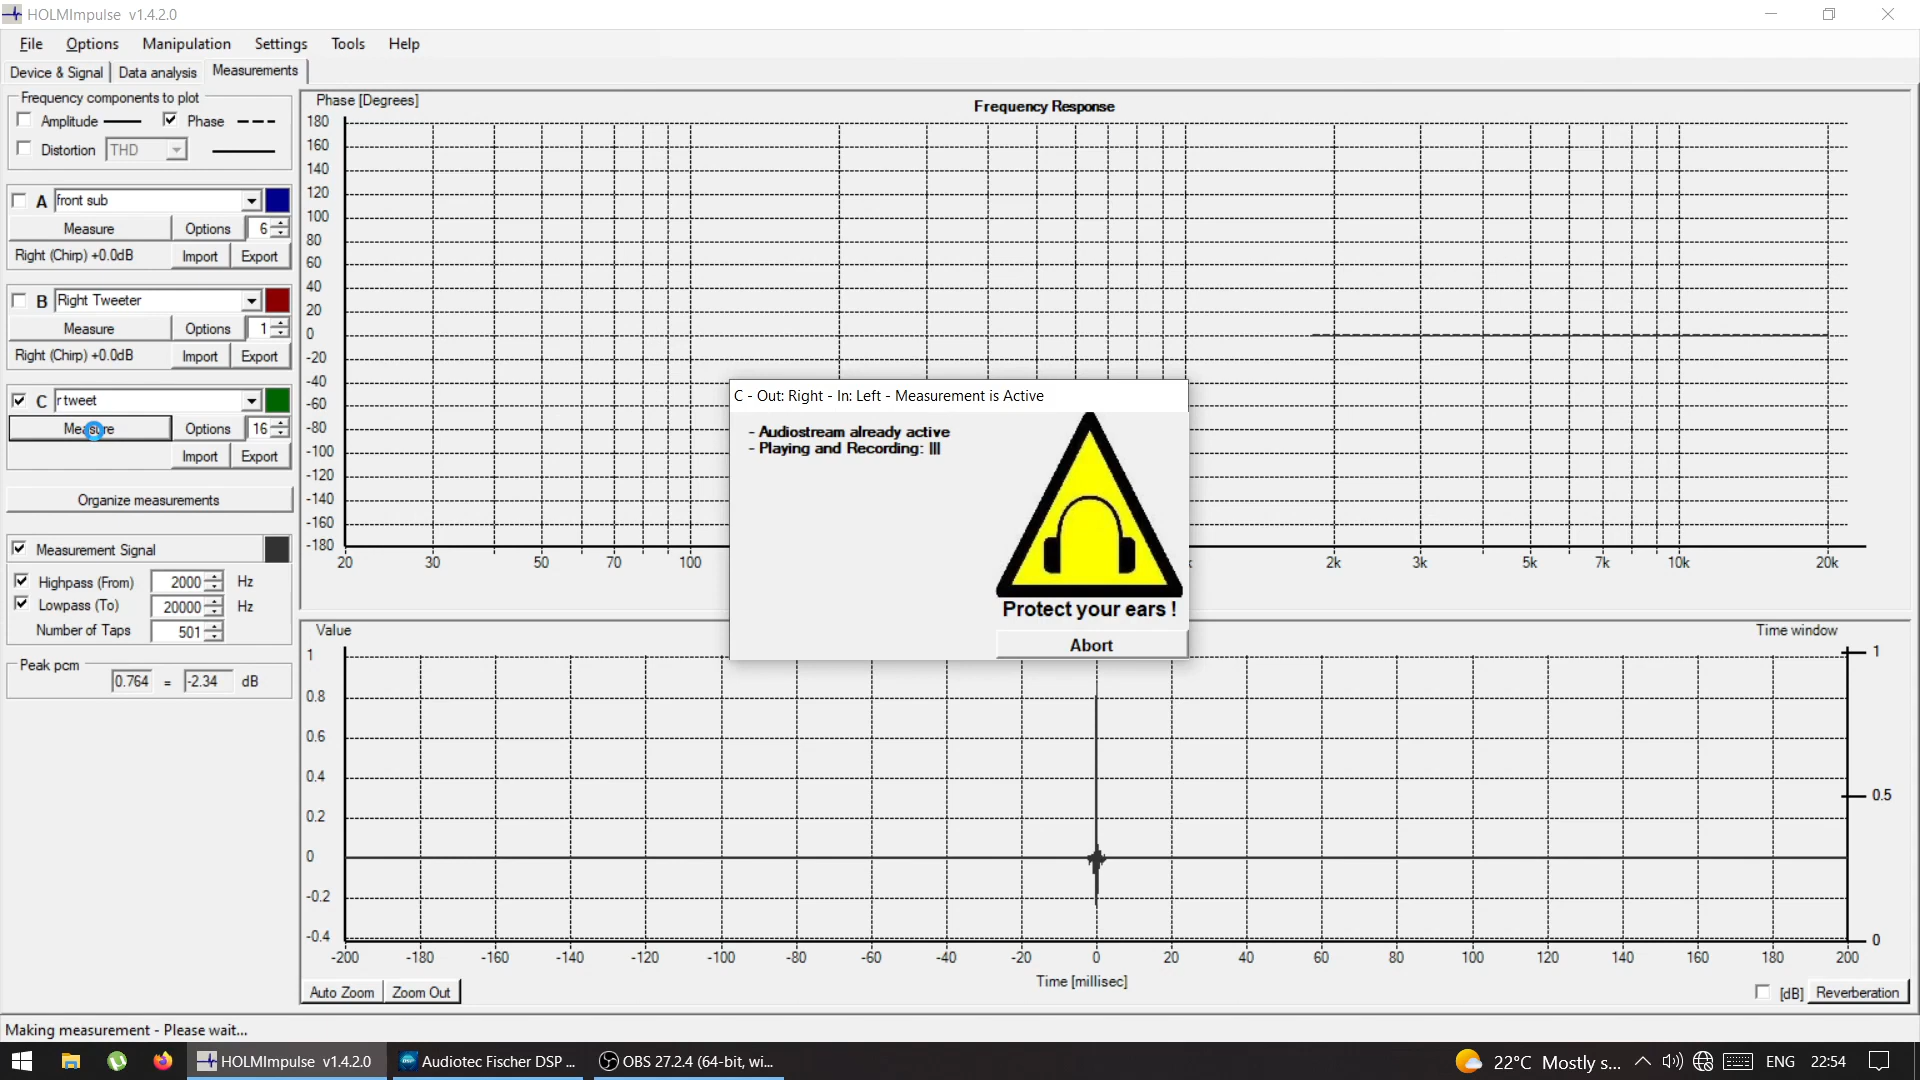 HOLMImpulse v1.4.2.0
File Options Manipulation Settings Tools Help
Device & Signal Data analysis Measurements
Frequency components to plot
Amplitude Phase
Distortion THD
A front sub
Measure Options 6
Right (Chirp) +0.0dB Import Export
B Right Tweeter
Measure Options 1
Right (Chirp) +0.0dB Import Export
C r tweet
Measure Options 16
Import Export
Organize measurements
Measurement Signal
Highpass (From) 2000 Hz
Lowpass (To) 20000 Hz
Number of Taps 501
Peak pcm
0.764 = -2.34 dB
Phase [Degrees]
Frequency Response
180
160
140
120
100
80
60
40
20
0
-20
-40
-60
-80
-100
-120
-140
-160
-180
20 30 50 70 100 2k 3k 5k 7k 10k 20k
C - Out: Right - In: Left - Measurement is Active
- Audiostream already active
- Playing and Recording: |||
Protect your ears !
Abort
Value
Time window
1
0.8
0.6
0.4
0.2
0
-0.2
-0.4
1
0.5
0
-200 -180 -160 -140 -120 -100 -80 -60 -40 -20 0 20 40 60 80 100 120 140 160 180 200
Time [millisec]
Auto Zoom Zoom Out
[dB] Reverberation
Making measurement - Please wait...
HOLMImpulse v1.4.2.0 Audiotec Fischer DSP ... OBS 27.2.4 (64-bit, wi... 22°C Mostly s... ENG 22:54